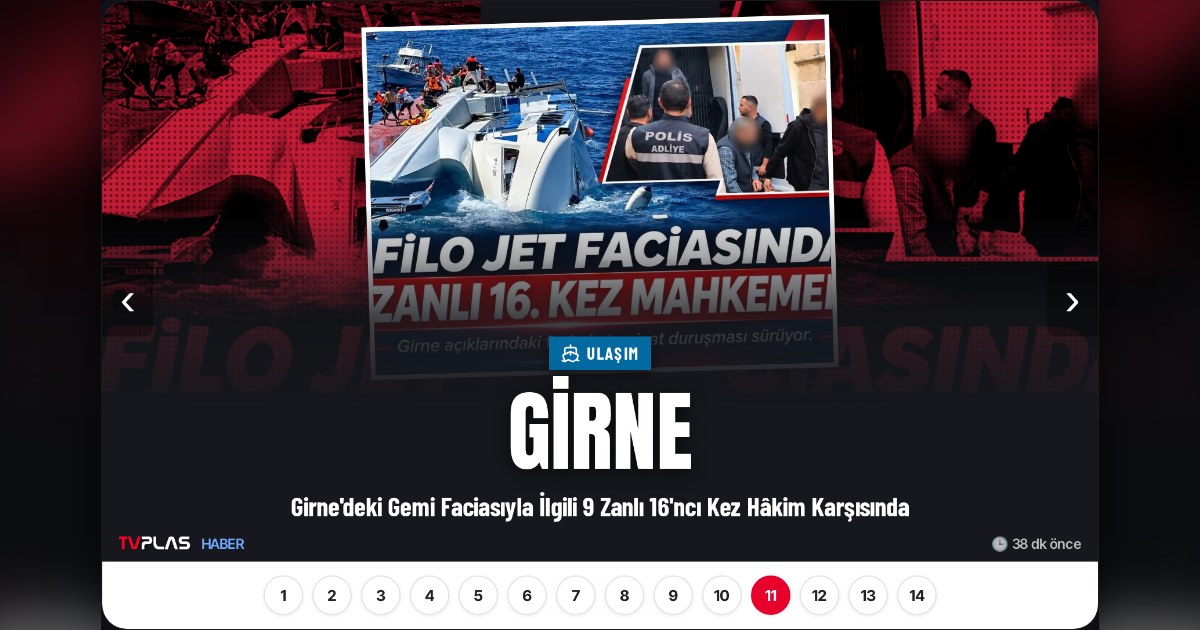 POLİS
ADLİYE
FİLO JET FACİASINDA
ZANLI 16. KEZ MAHKEME
Girne açıklarındaki
at duruşması sürüyor.
ULAŞIM
GİRNE
Girne'deki Gemi Faciasıyla İlgili 9 Zanlı 16'ncı Kez Hâkim Karşısında
TVPLAS HABER
38 dk önce
1 2 3 4 5 6 7 8 9 10 11 12 13 14